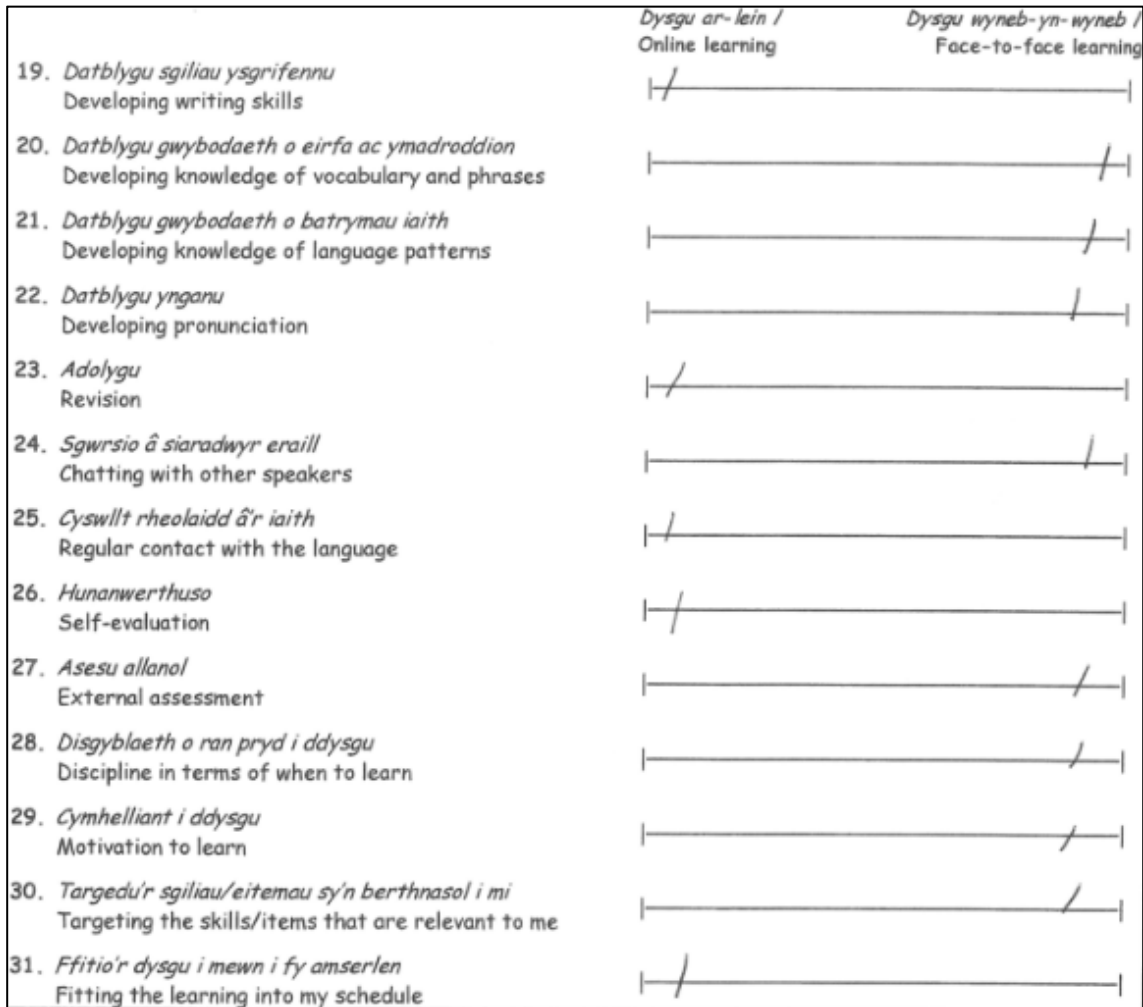 Dysgu ar-lein / Dysgu wyneb-yn-wyneb /
Online learning Face-to-face learning
19. Datblygu sgiliau ysgrifennu
Developing writing skills
20. Datblygu gwybodaeth o eirfa ac ymadroddion
Developing knowledge of vocabulary and phrases
21. Datblygu gwybodaeth o batrymau iaith
Developing knowledge of language patterns
22. Datblygu ynganu
Developing pronunciation
23. Adolygu
Revision
24. Sgwrsio â siaradwyr eraill
Chatting with other speakers
25. Cyswllt rheolaidd â'r iaith
Regular contact with the language
26. Hunanwerthuso
Self-evaluation
27. Asesu allanol
External assessment
28. Disgyblaeth o ran pryd i ddysgu
Discipline in terms of when to learn
29. Cymhelliant i ddysgu
Motivation to learn
30. Targedu'r sgiliau/eitemau sy'n berthnasol i mi
Targeting the skills/items that are relevant to me
31. Ffitio'r dysgu i mewn i fy amserlen
Fitting the learning into my schedule